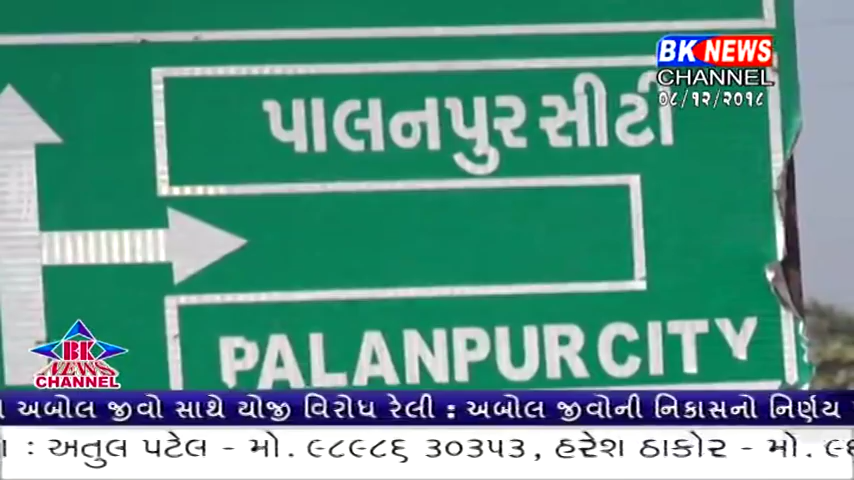 BK NEWS
CHANNEL
૦૮/૧૨/૨૦૧૮
પાલનપુર સીટી
PALANPUR CITY
BK
NEWS
CHANNEL
અબોલ જીવો સાથે યોજી વિરોધ રેલી : અબોલ જીવોની નિકાસનો નિર્ણય
: અતુલ પટેલ - મો. ૯૮૯૮૬ ૩૦૩૫૩, હરેશ ઠાકોર - મો.